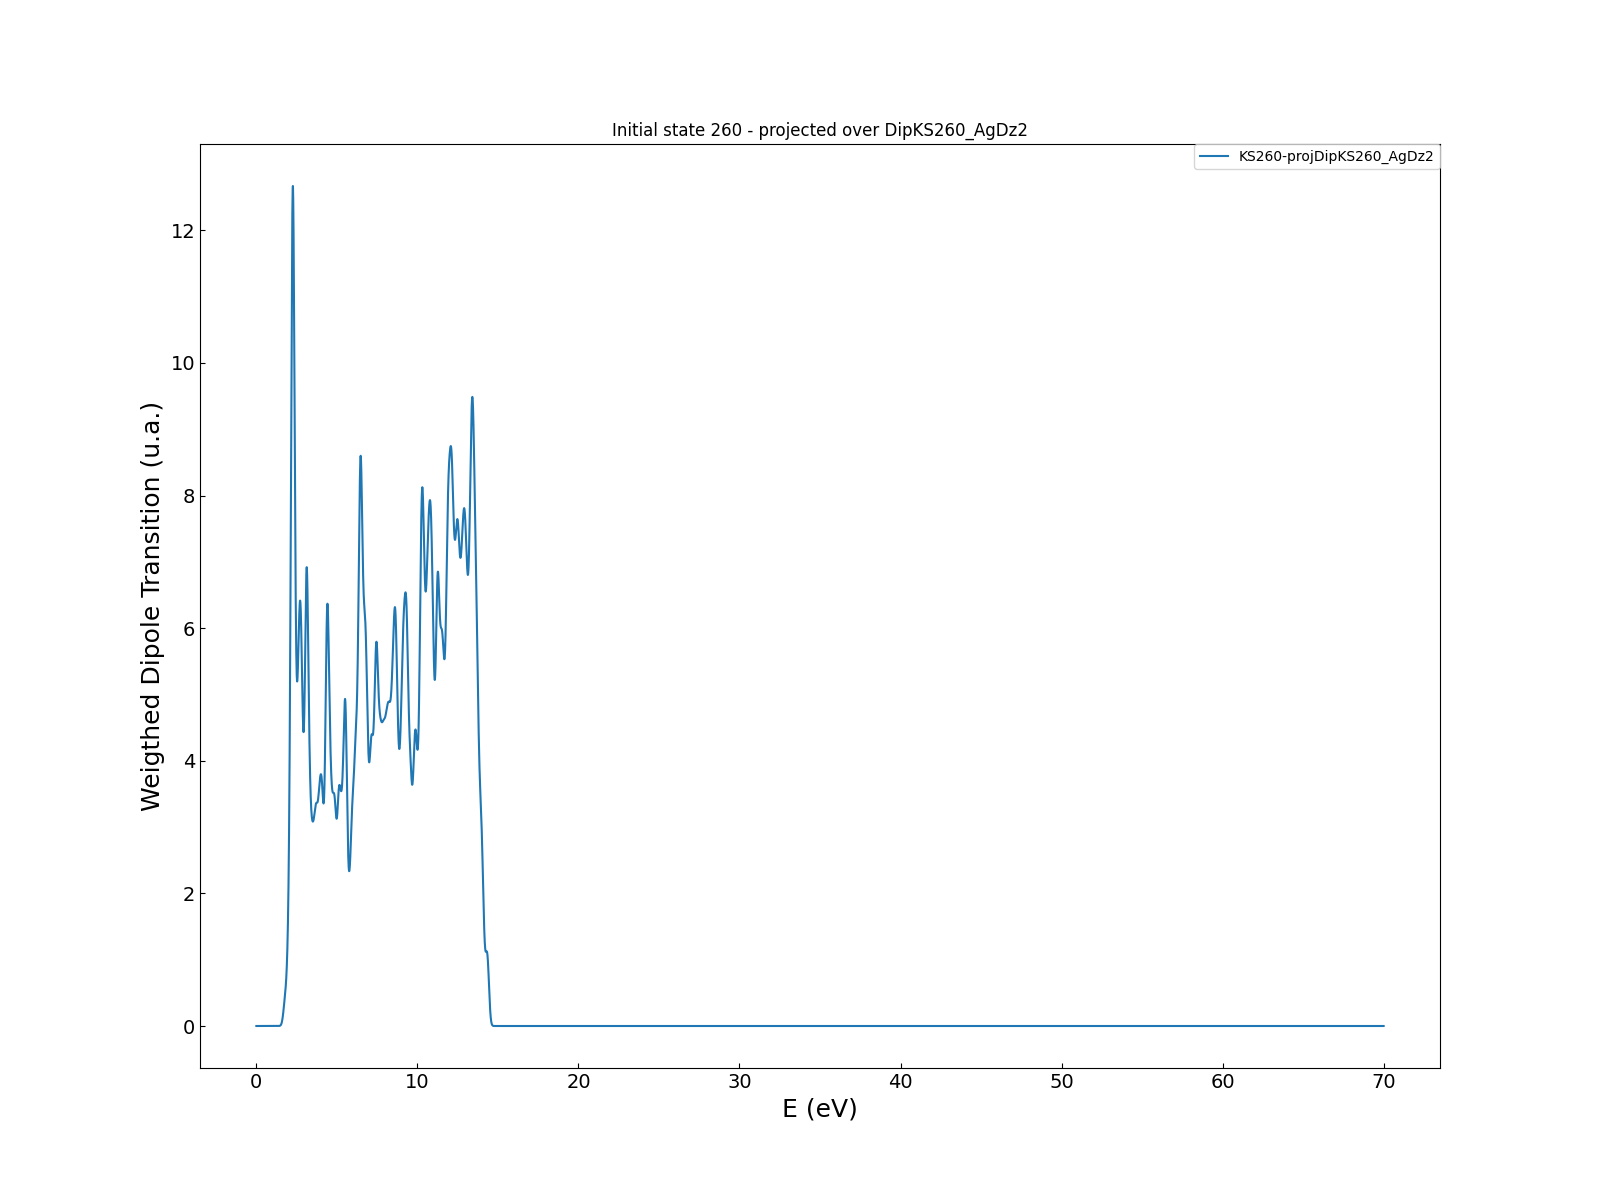 Initial state 260 - projected over DipKS260_AgDz2
KS260-projDipKS260_AgDz2
Weigthed Dipole Transition (u.a.)
12
10
8
6
4
2
0
0 10 20 30 40 50 60 70
E (eV)